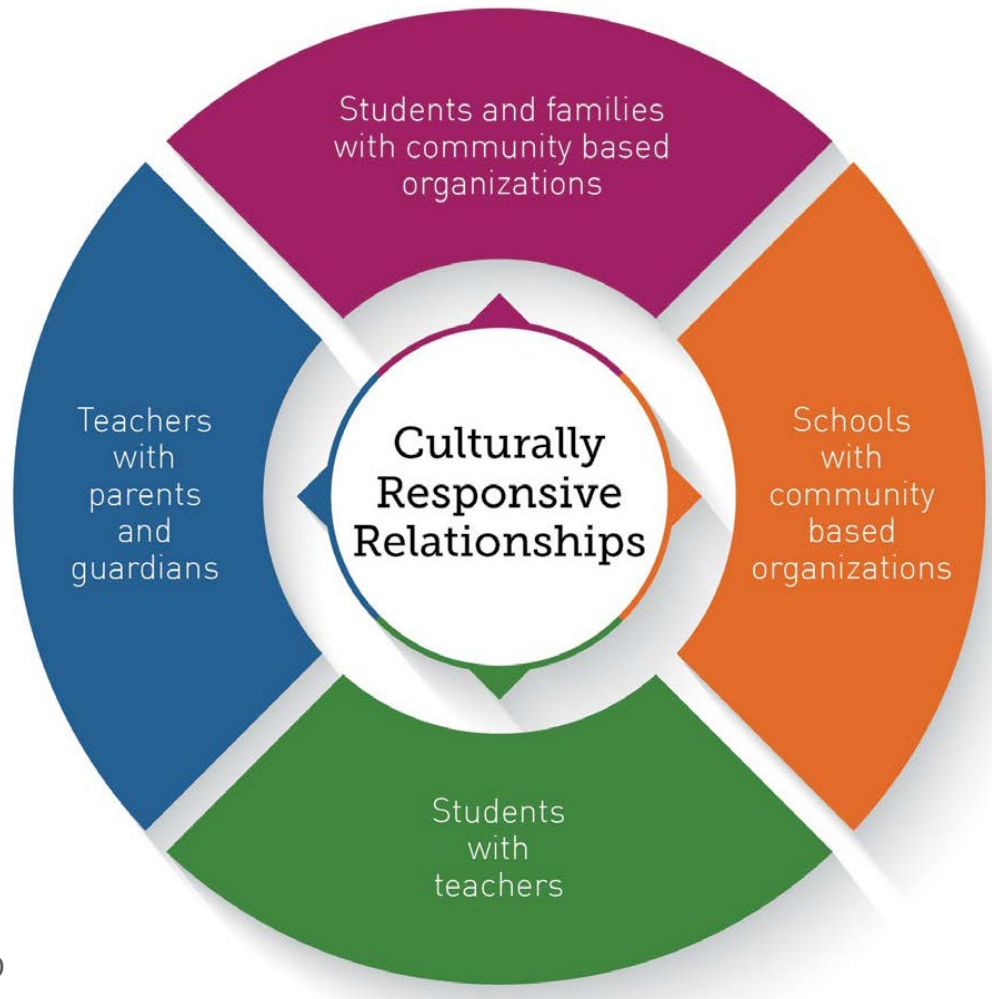 Students and families
with community based
organizations
Teachers
with
parents
and
guardians
Culturally
Responsive
Relationships
Schools
with
community
based
organizations
Students
with
teachers